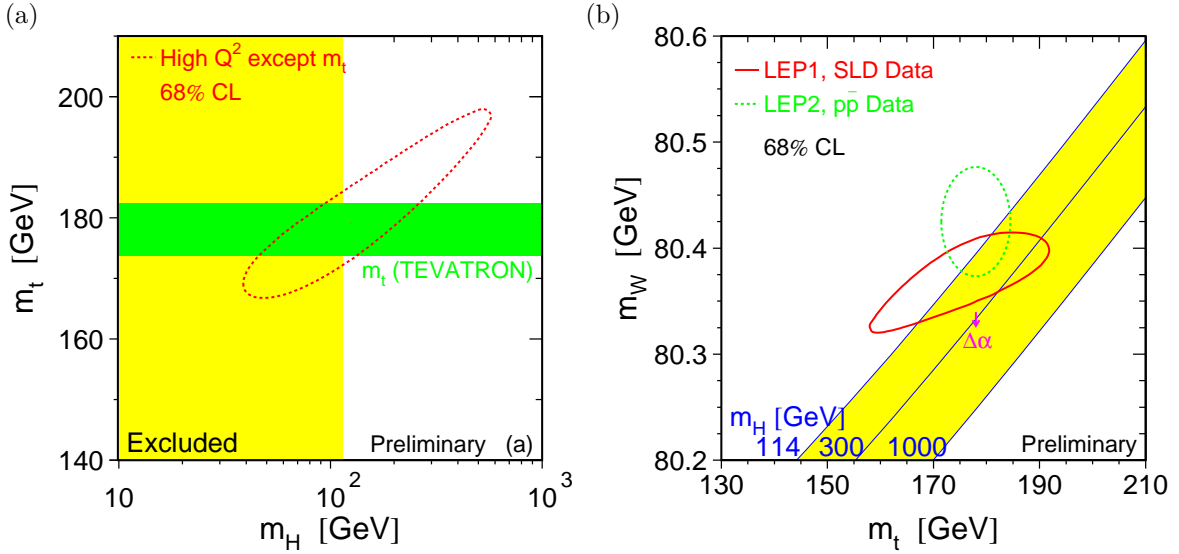 (a)
m_t [GeV]
210
200
180
160
140
High Q² except m_t
68% CL
m_t (TEVATRON)
Excluded
Preliminary (a)
10 10² 10³
m_H [GeV]
(b)
m_W [GeV]
80.6
80.5
80.4
80.3
80.2
LEP1, SLD Data
LEP2, pp̄ Data
68% CL
Δα
m_H [GeV]
114 300 1000
Preliminary
130 150 170 190 210
m_t [GeV]